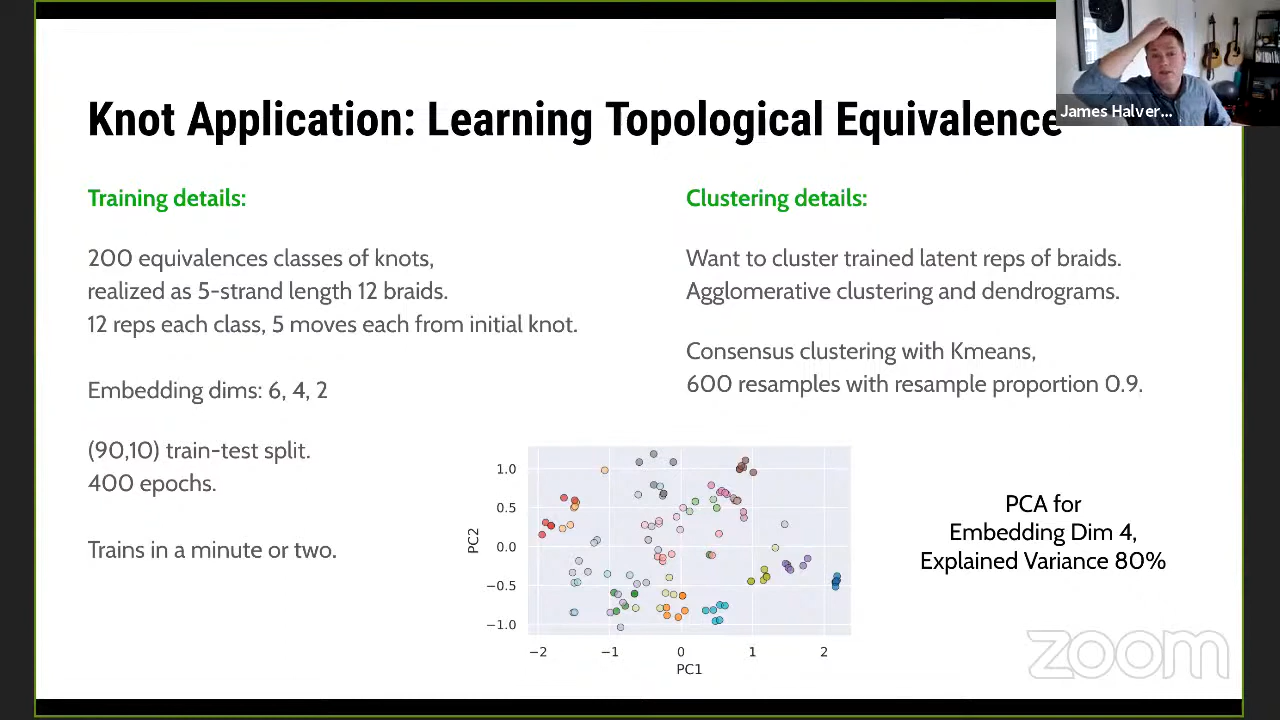 James Halver...
Knot Application: Learning Topological Equivalence
Training details:
200 equivalences classes of knots,
realized as 5-strand length 12 braids.
12 reps each class, 5 moves each from initial knot.
Embedding dims: 6, 4, 2
(90,10) train-test split.
400 epochs.
Trains in a minute or two.
Clustering details:
Want to cluster trained latent reps of braids.
Agglomerative clustering and dendrograms.
Consensus clustering with Kmeans,
600 resamples with resample proportion 0.9.
1.0
0.5
0.0
−0.5
−1.0
PC2
−2 −1 0 1 2
PC1
PCA for
Embedding Dim 4,
Explained Variance 80%
zoom